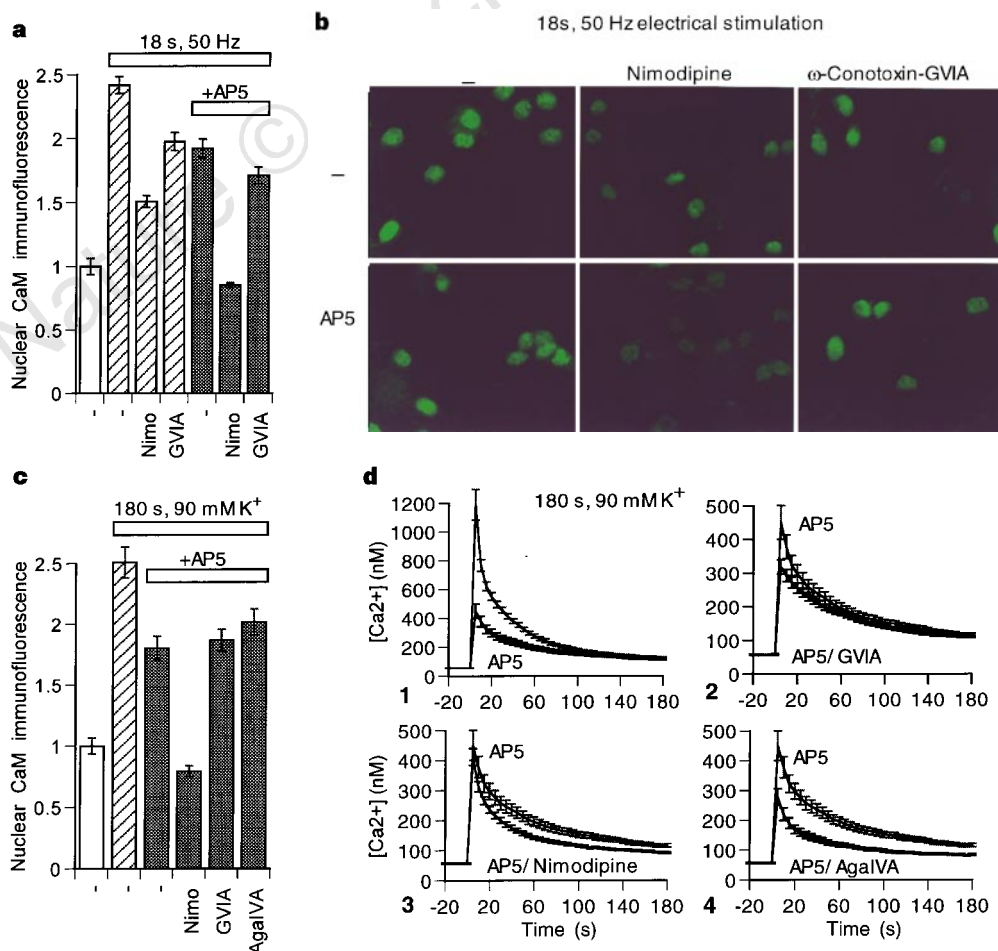 a
18 s, 50 Hz
+AP5
Nuclear CaM immunofluorescence
2.5
2
1.5
1
0.5
0
-
-
Nimo
GVIA
-
Nimo
GVIA
Nature ©
b
18s, 50 Hz electrical stimulation
–
Nimodipine
ω-Conotoxin-GVIA
–
AP5
c
180 s, 90 mM K+
+AP5
Nuclear CaM immunofluorescence
2.5
2
1.5
1
0.5
0
-
-
-
Nimo
GVIA
AgaIVA
d
180 s, 90 mM K+
[Ca2+] (nM)
1200
1000
800
600
400
200
0
AP5
-20 20 60 100 140 180
1
500
400
300
200
100
0
AP5
AP5/ GVIA
-20 20 60 100 140 180
2
[Ca2+] (nM)
500
400
300
200
100
0
AP5
AP5/ Nimodipine
-20 20 60 100 140 180
3
Time (s)
500
400
300
200
100
0
AP5
AP5/ AgaIVA
-20 20 60 100 140 180
4
Time (s)